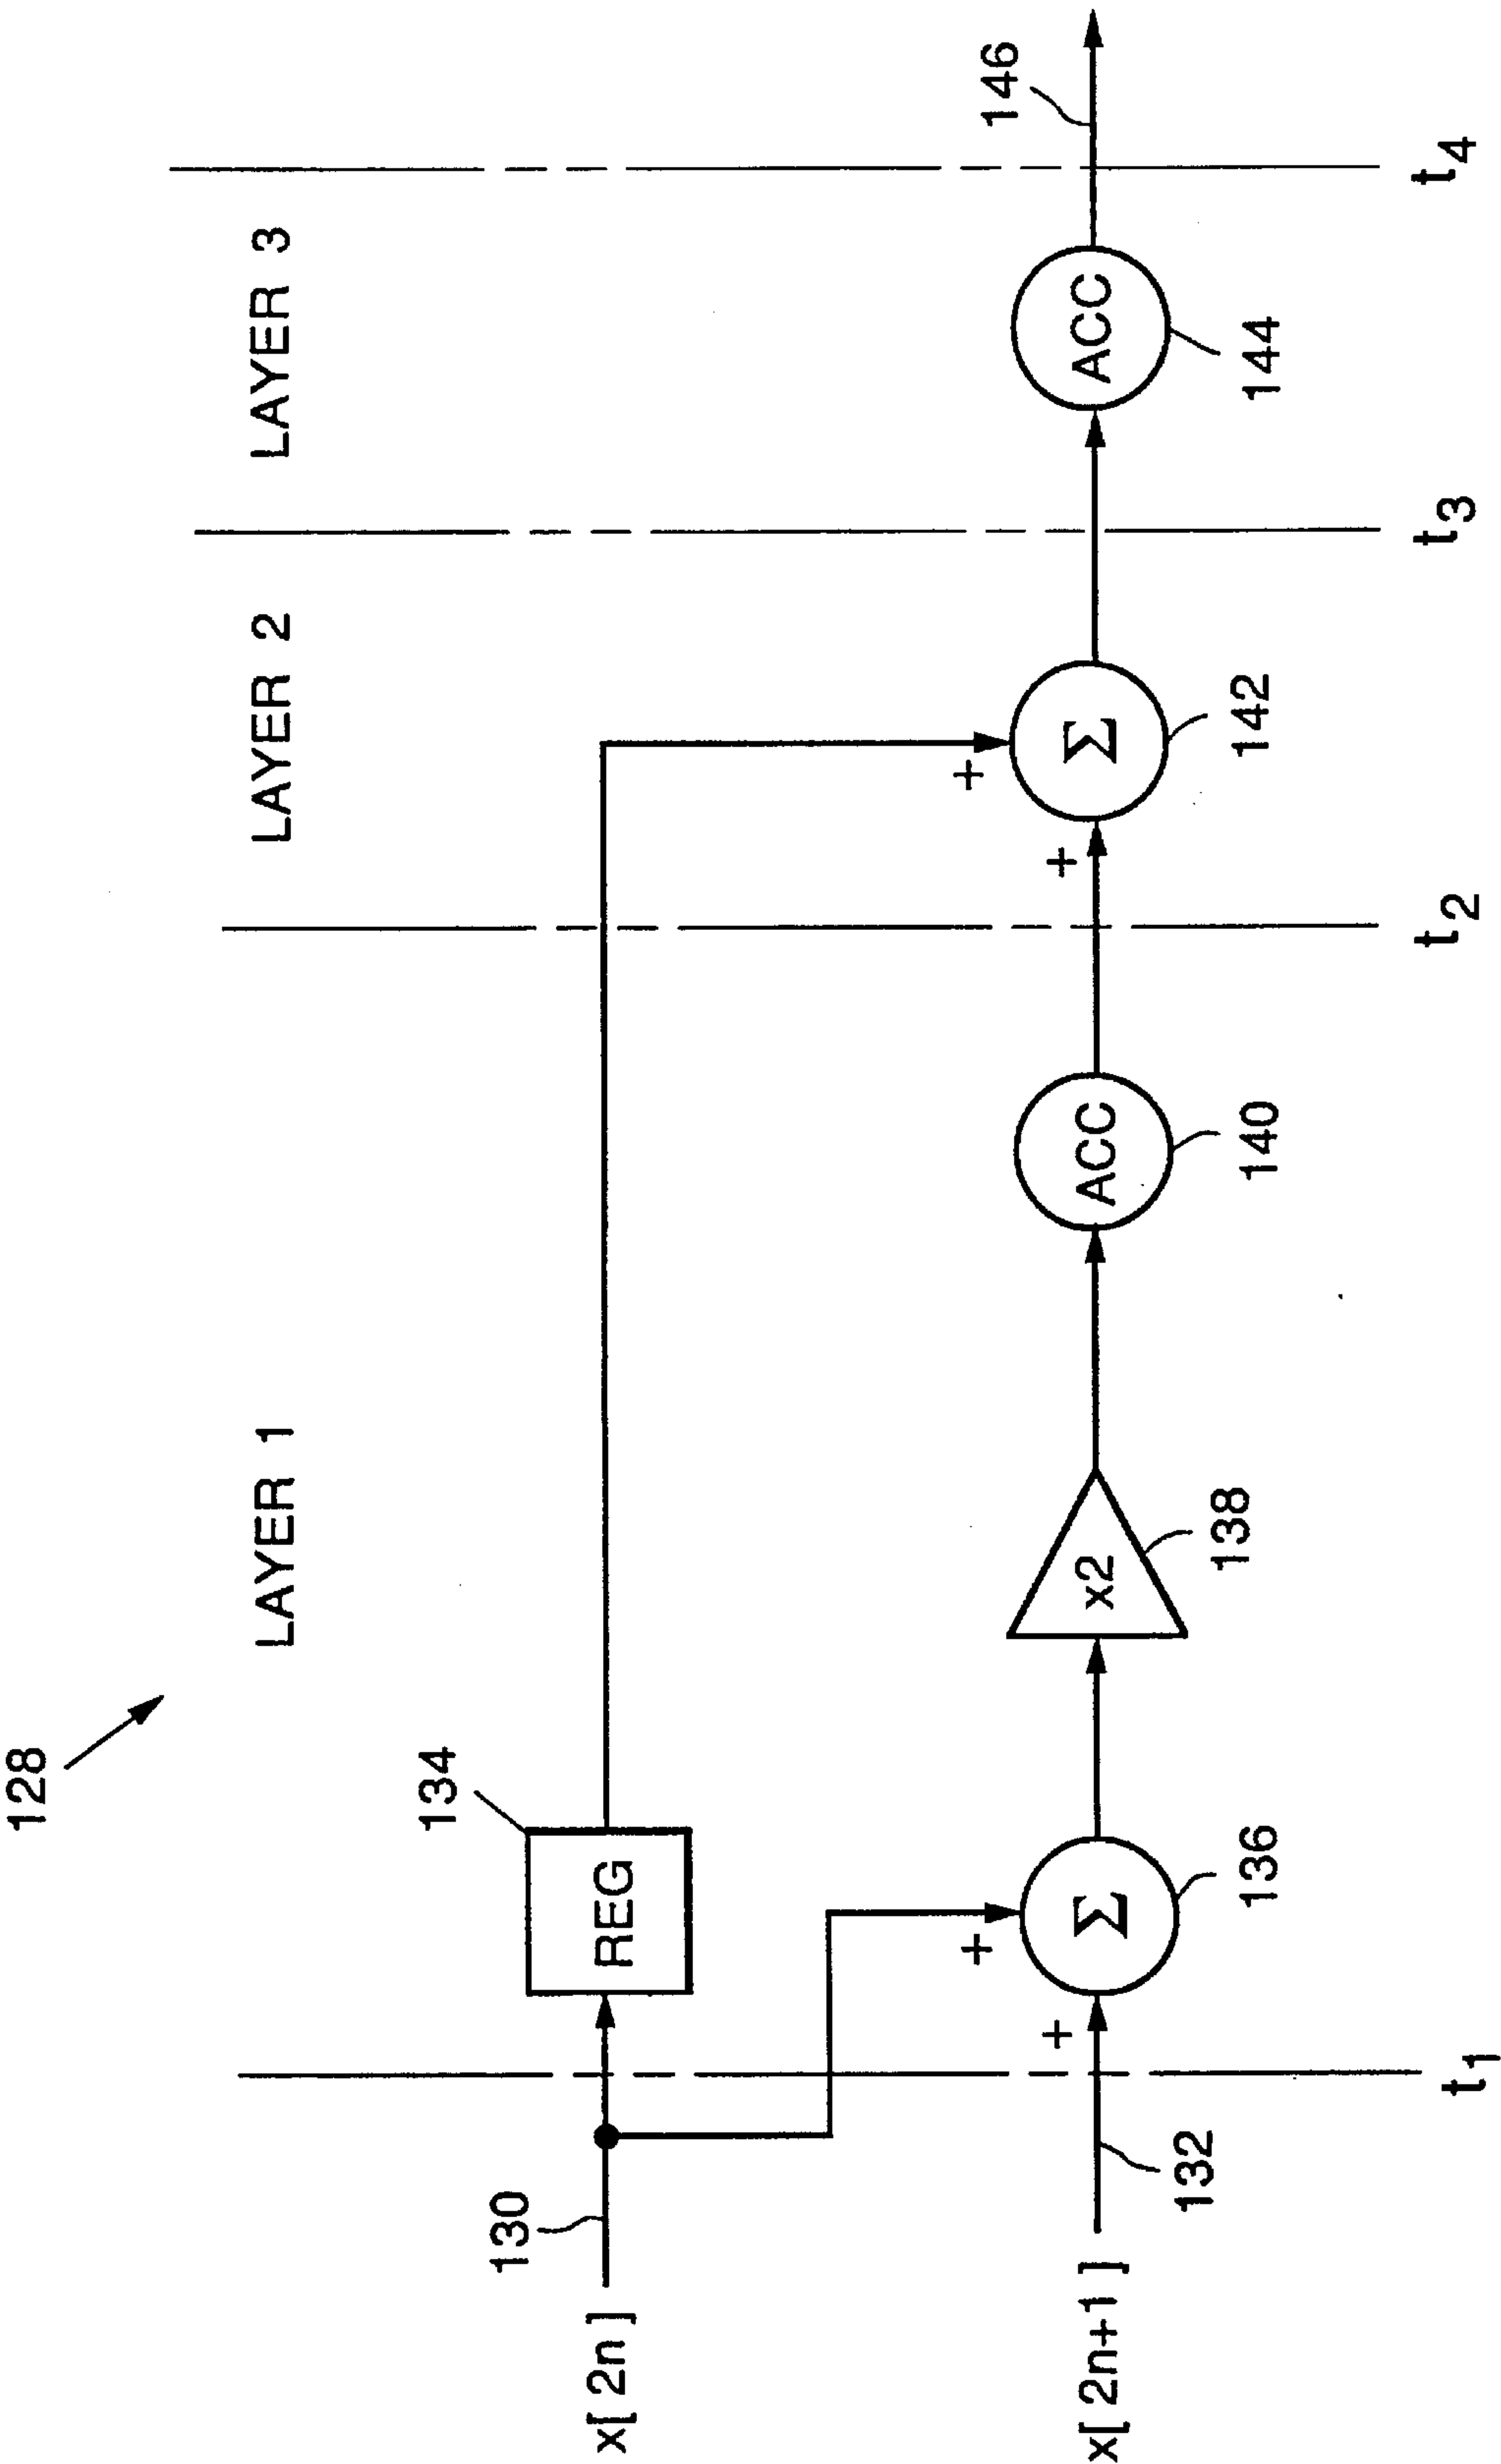 128
LAYER 1
LAYER 2
LAYER 3
130
134
x[ 2n ]
REG
+
+
+
+
x[ 2n+1 ]
Σ
x2
ACC
Σ
ACC
146
132
136
138
140
142
144
t1
t2
t3
t4